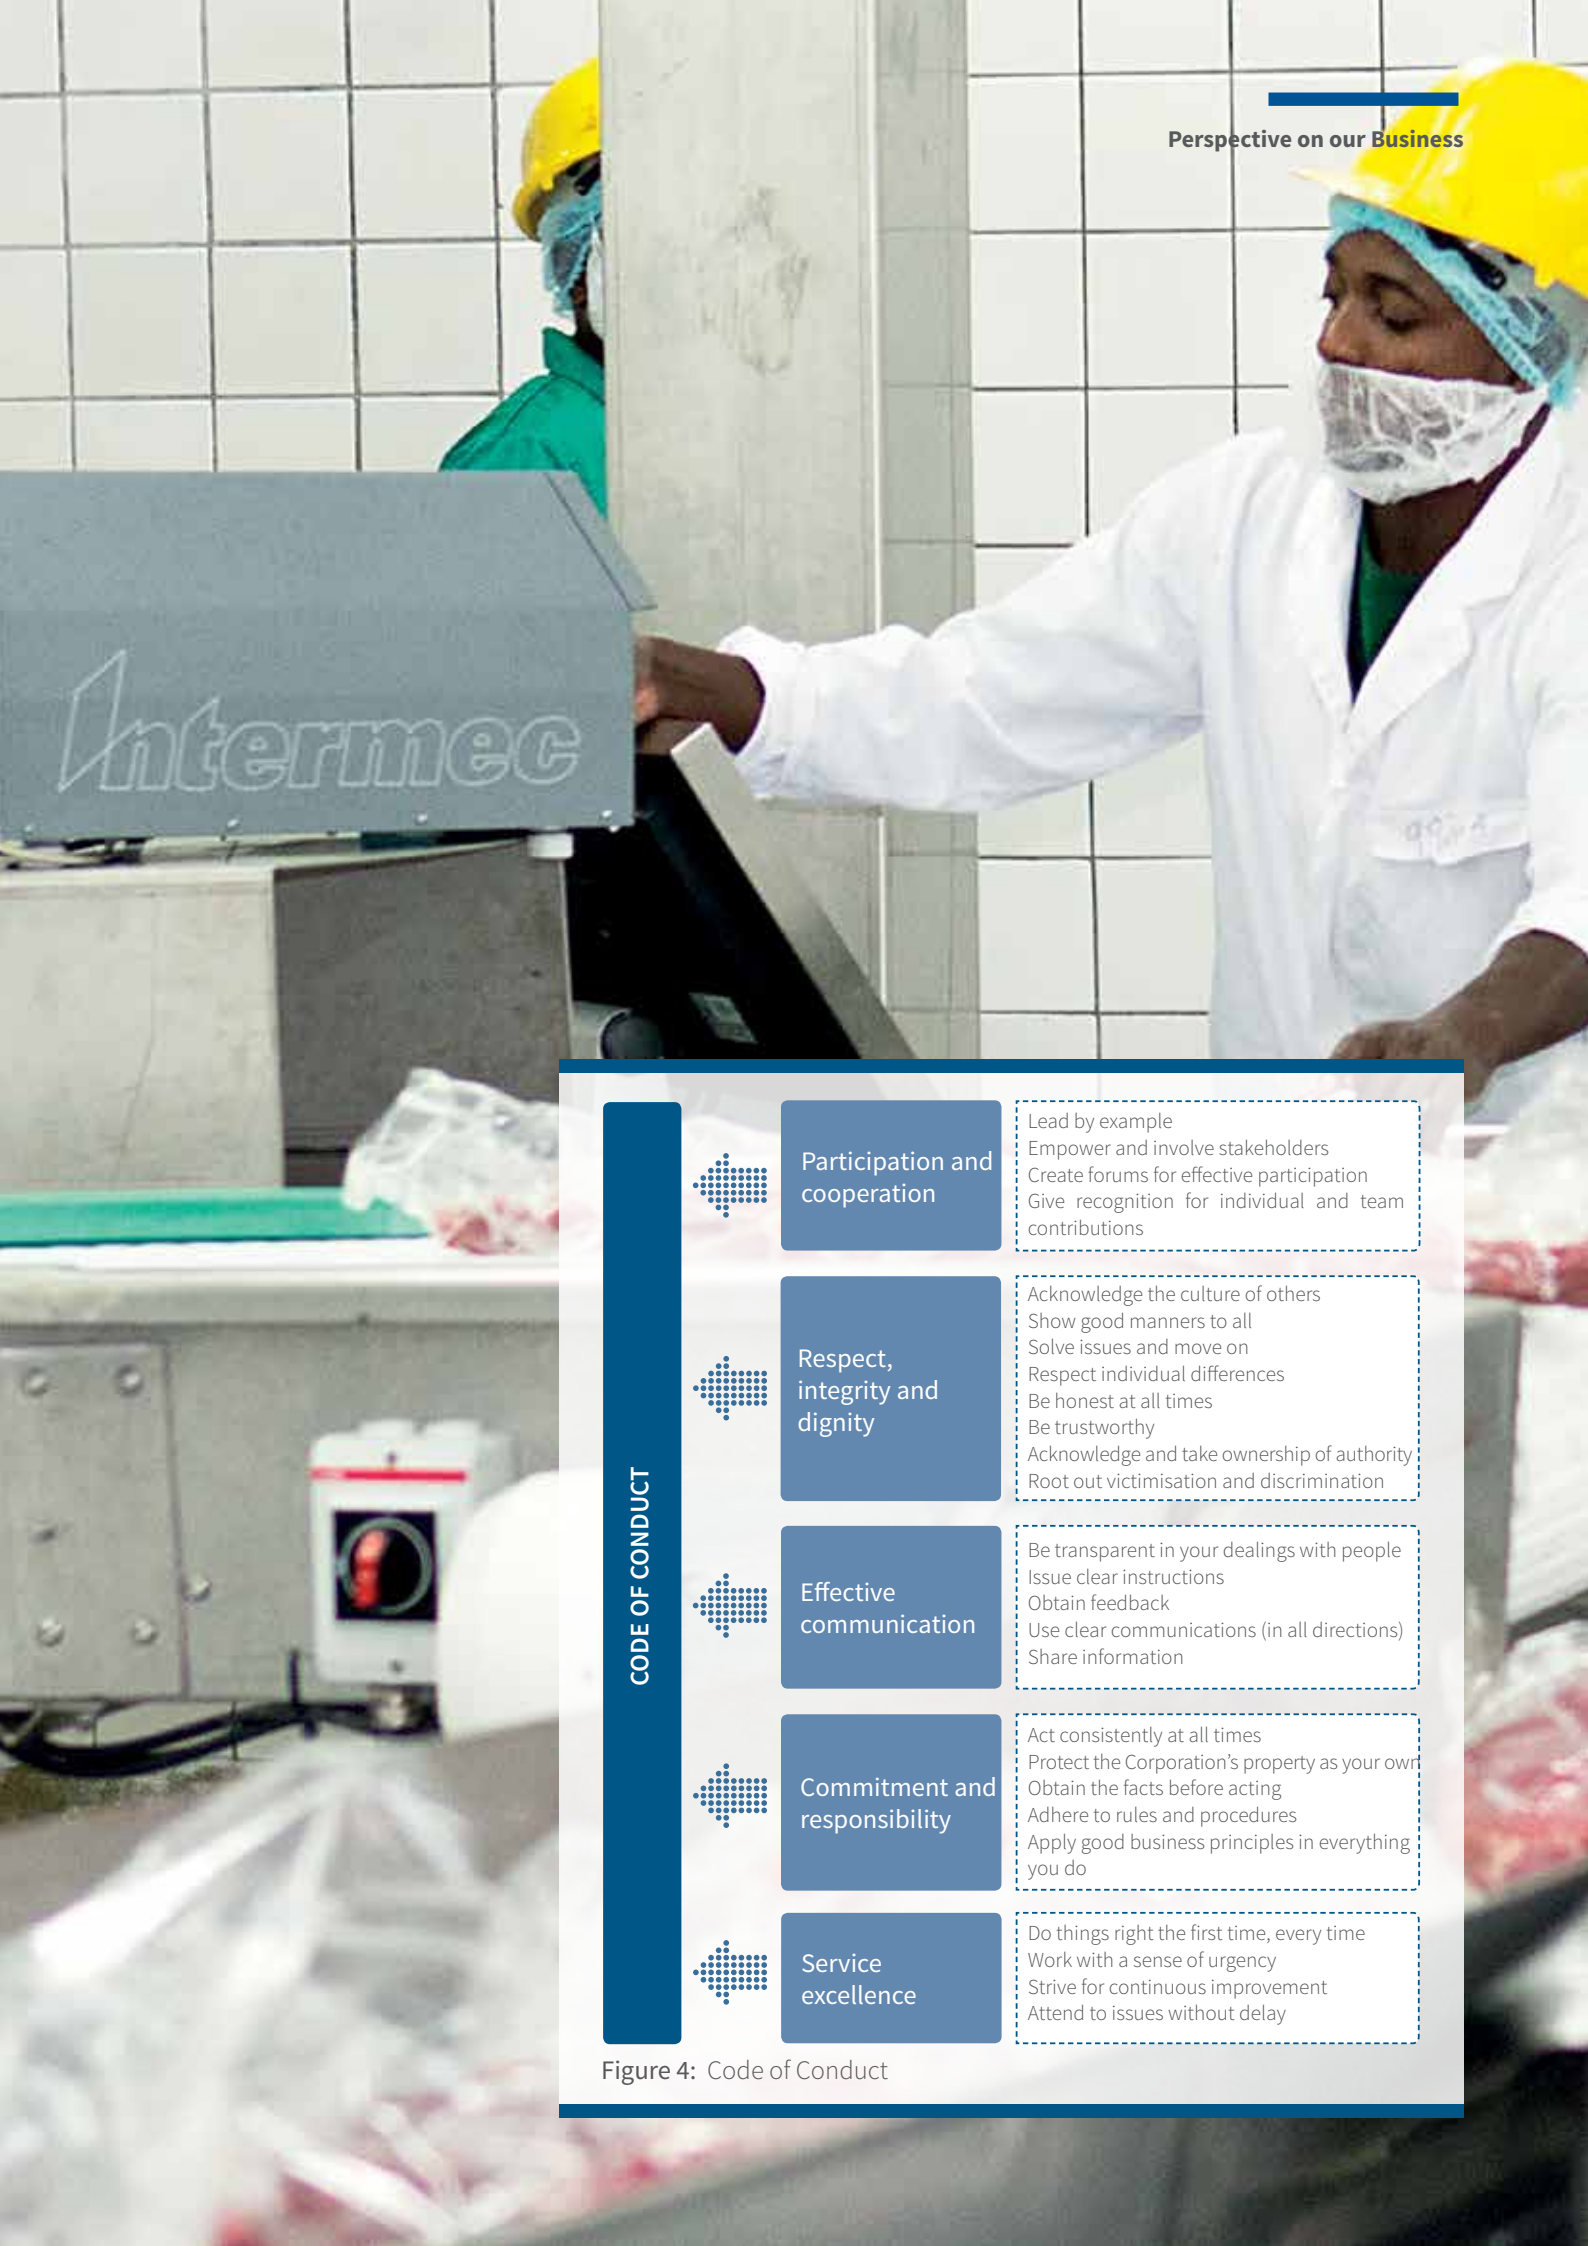 Perspective on our Business
Intermec
CODE OF CONDUCT
Participation and
cooperation
Lead by example
Empower and involve stakeholders
Create forums for effective participation
Give recognition for individual and team
contributions
Respect,
integrity and
dignity
Acknowledge the culture of others
Show good manners to all
Solve issues and move on
Respect individual differences
Be honest at all times
Be trustworthy
Acknowledge and take ownership of authority
Root out victimisation and discrimination
Effective
communication
Be transparent in your dealings with people
Issue clear instructions
Obtain feedback
Use clear communications (in all directions)
Share information
Commitment and
responsibility
Act consistently at all times
Protect the Corporation’s property as your own
Obtain the facts before acting
Adhere to rules and procedures
Apply good business principles in everything
you do
Service
excellence
Do things right the first time, every time
Work with a sense of urgency
Strive for continuous improvement
Attend to issues without delay
Figure 4: Code of Conduct